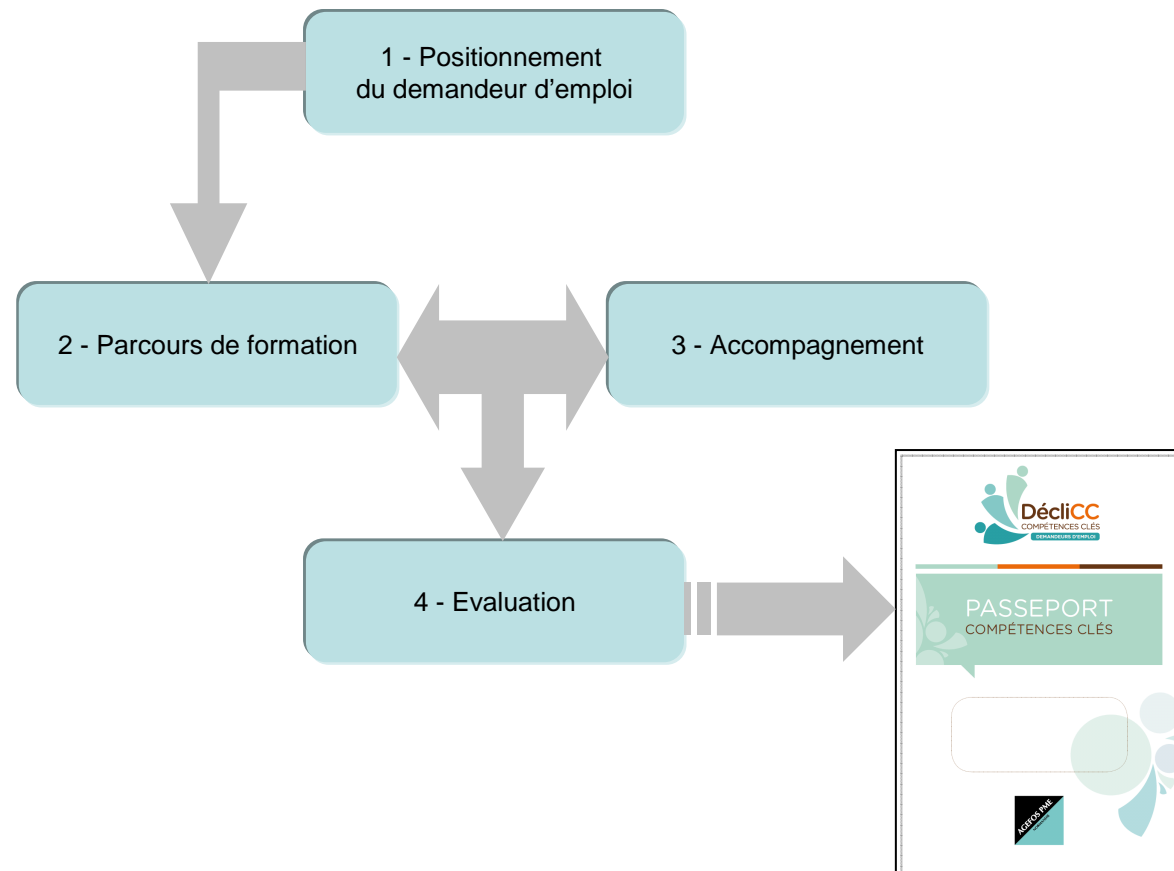 1 - Positionnement
du demandeur d’emploi
2 - Parcours de formation
3 - Accompagnement
4 - Evaluation
DécliCC
COMPÉTENCES CLÉS
DEMANDEURS D'EMPLOI
PASSEPORT
COMPÉTENCES CLÉS
AGEFOS PME